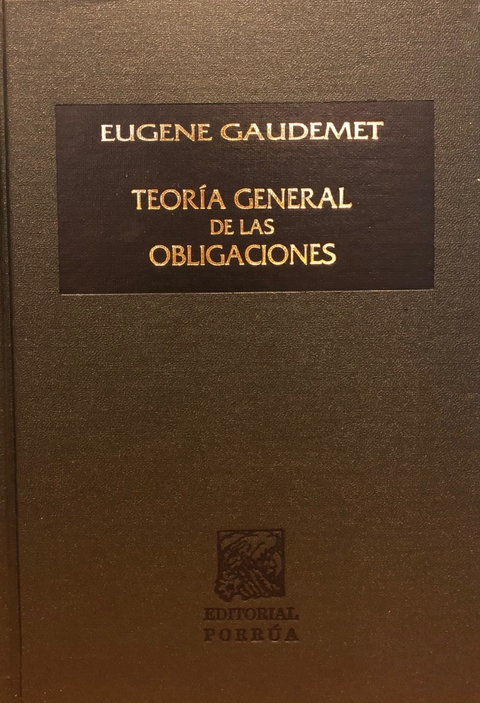 EUGENE GAUDEMET
TEORÍA GENERAL
DE LAS
OBLIGACIONES
EDITORIAL
PORRÚA